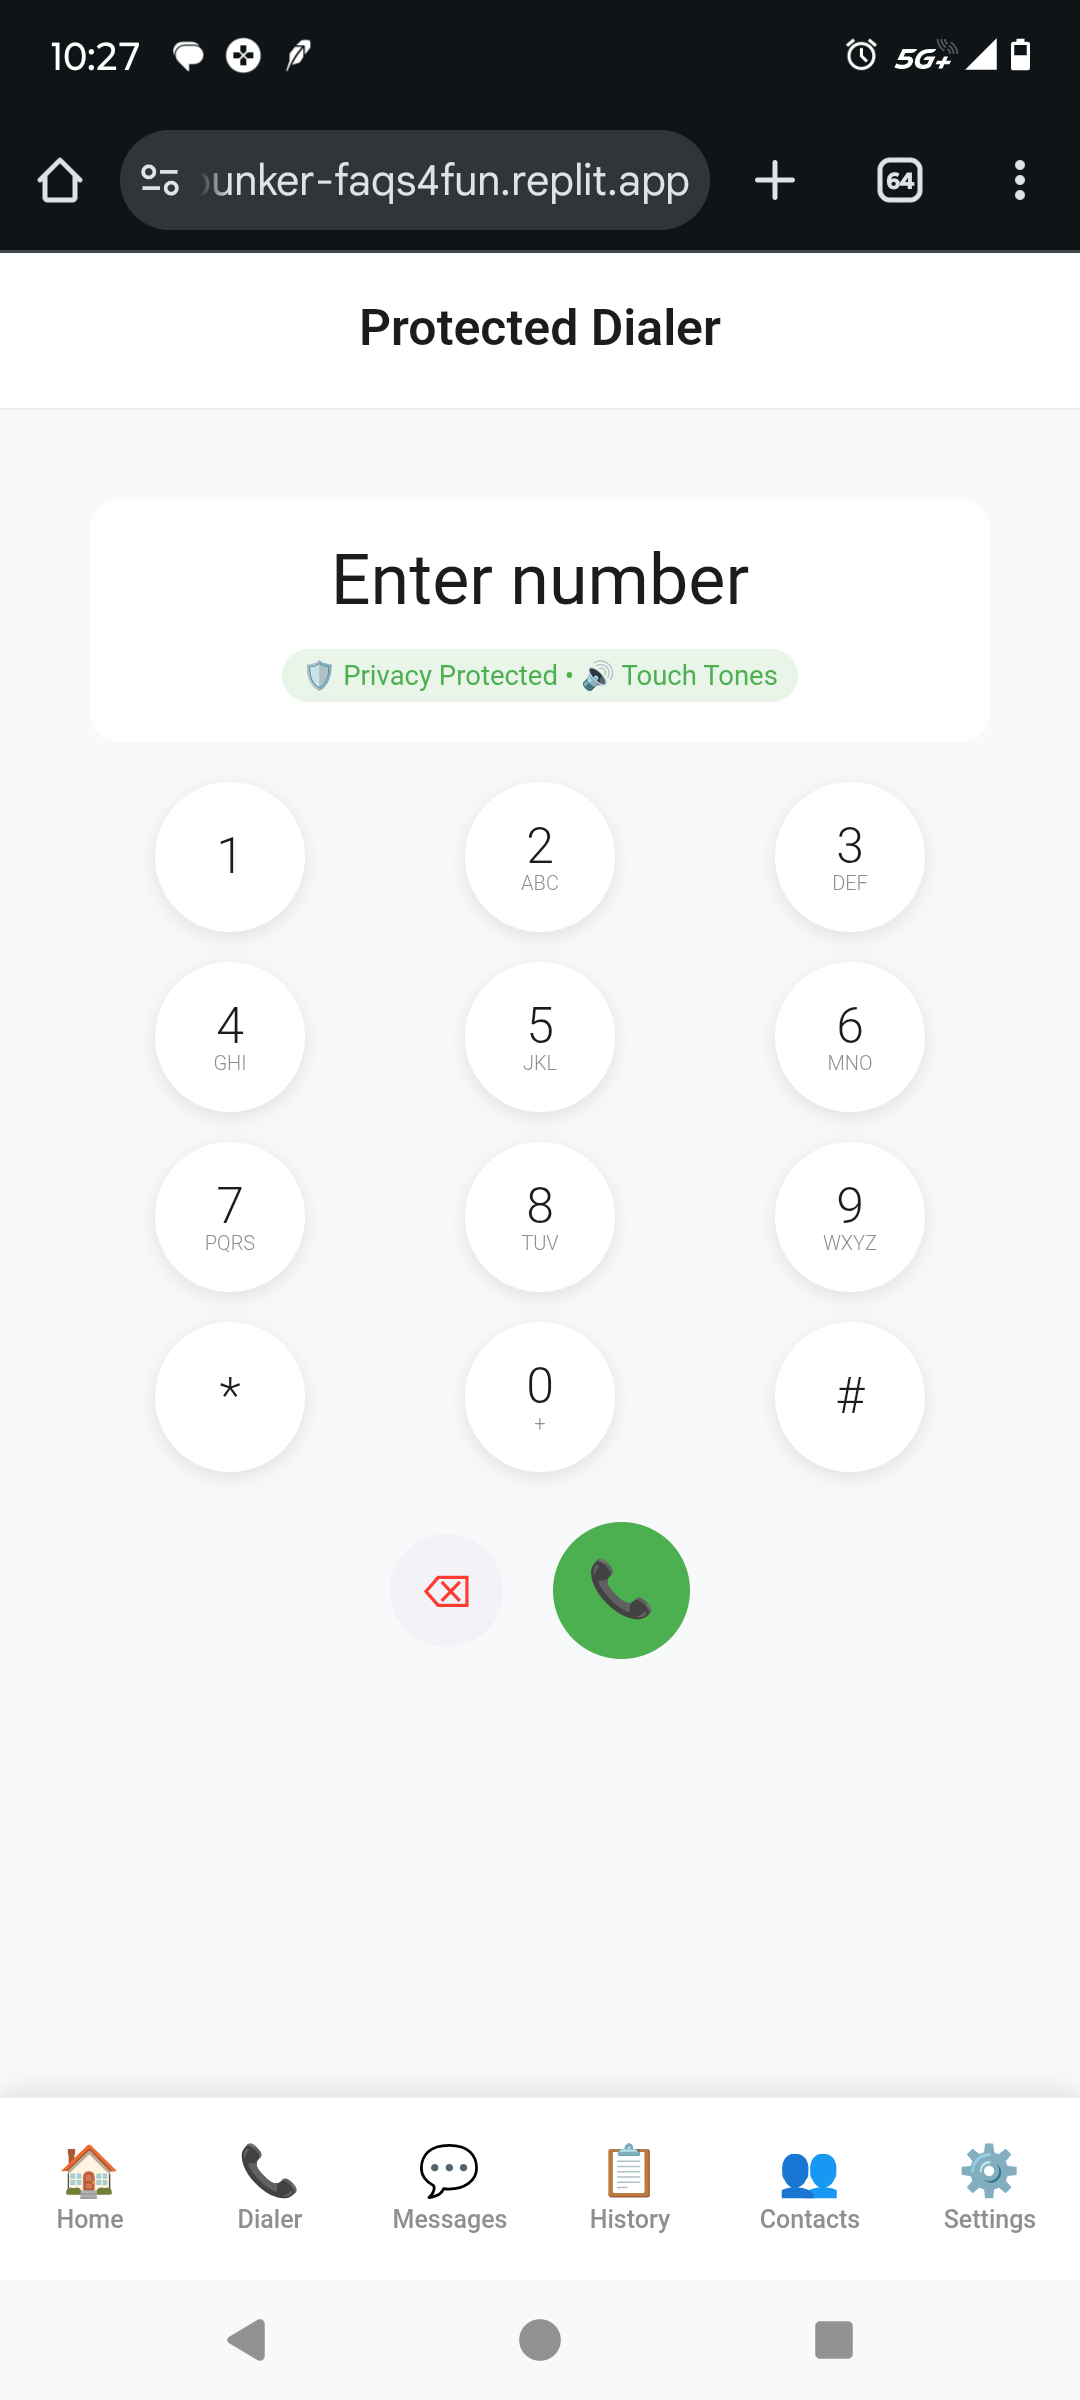 10:27
5G+
unker-faqs4fun.replit.app
64
Protected Dialer
Enter number
Privacy Protected • Touch Tones
1
2
3
ABC
DEF
4
5
6
GHI
JKL
MNO
7
8
9
PQRS
TUV
WXYZ
*
0
#
+
Home
Dialer
Messages
History
Contacts
Settings